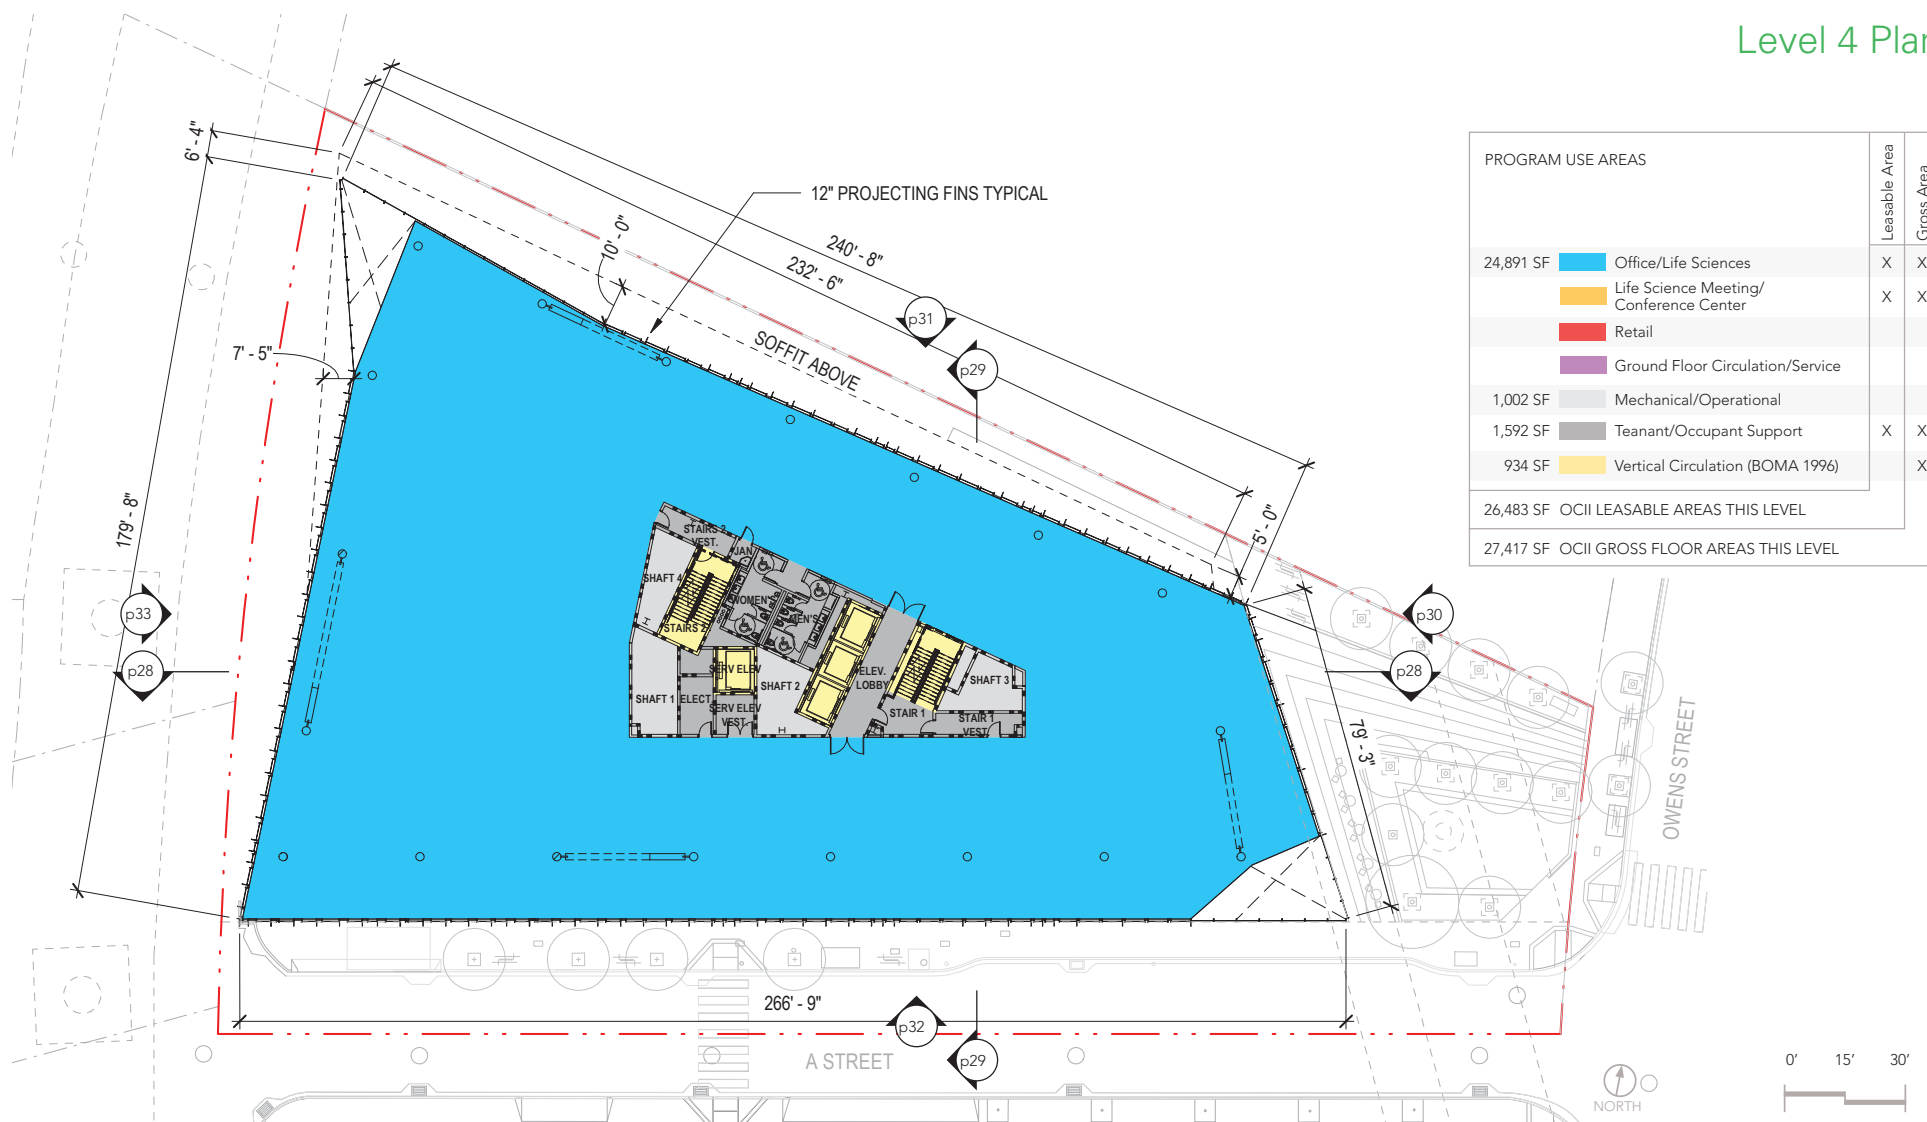 Level 4 Plan
PROGRAM USE AREAS
Leasable Area
Gross Area
24,891 SF Office/Life Sciences X X
Life Science Meeting/
Conference Center X X
Retail
Ground Floor Circulation/Service
1,002 SF Mechanical/Operational
1,592 SF Teanant/Occupant Support X X
934 SF Vertical Circulation (BOMA 1996) X
26,483 SF OCII LEASABLE AREAS THIS LEVEL
27,417 SF OCII GROSS FLOOR AREAS THIS LEVEL
6' - 4"
12" PROJECTING FINS TYPICAL
10' - 0"
240' - 8"
232' - 6"
p31
SOFFIT ABOVE
p29
7' - 5"
179' - 8"
5' - 0"
p33
p28
p30
p28
79' - 3"
STAIRS 2
VEST.
JAN
SHAFT 4
WOMEN'S
MEN'S
STAIRS 2
SERV ELEV
SHAFT 2
ELEV.
LOBBY
SHAFT 3
SHAFT 1
ELECT.
SERV ELEV
VEST.
STAIR 1
STAIR 1
VEST.
OWENS STREET
266' - 9"
p32
p29
A STREET
NORTH
0' 15' 30'